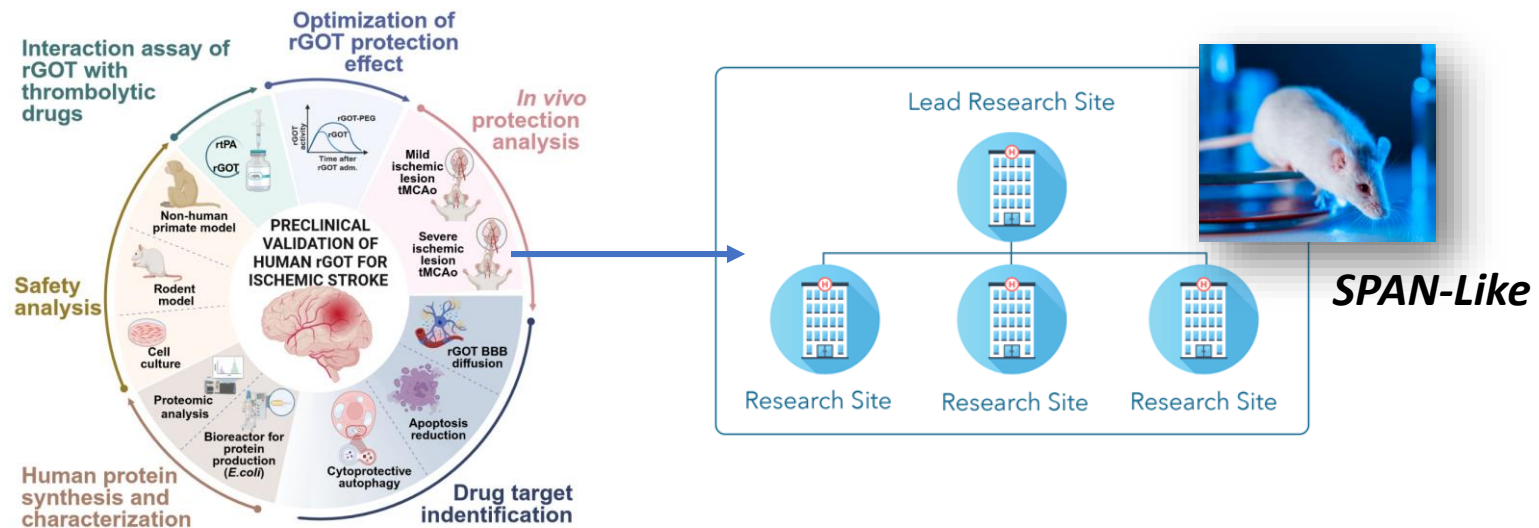 Optimization of
rGOT protection
effect
Interaction assay of
rGOT with
thrombolytic
drugs
In vivo
protection
analysis
rtPA
rGOT
rGOT
activity
rGOT-PEG
rGOT
Time after
rGOT adm.
Mild
ischemic
lesion
tMCAo
Severe
ischemic
lesion
tMCAo
Non-human
primate model
Rodent
model
Cell
culture
Safety
analysis
PRECLINICAL
VALIDATION OF
HUMAN rGOT FOR
ISCHEMIC STROKE
rGOT BBB
diffusion
Apoptosis
reduction
Cytoprotective
autophagy
Proteomic
analysis
Bioreactor for
protein
production
(E.coli)
Human protein
synthesis and
characterization
Drug target
indentification
Lead Research Site
H
H
H
H
Research Site
Research Site
Research Site
SPAN-Like